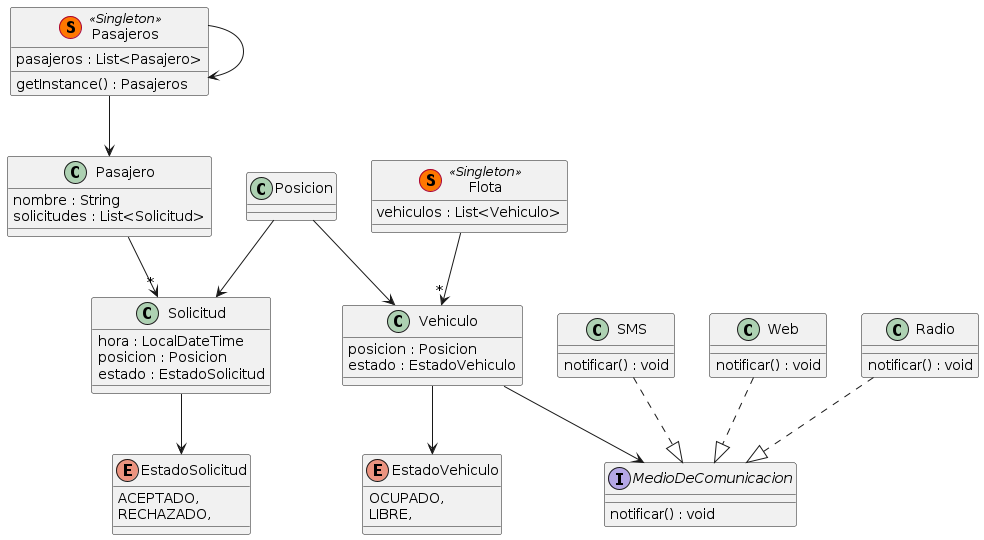 S «Singleton»
Pasajeros
pasajeros : List<Pasajero>
getInstance() : Pasajeros
C Pasajero
nombre : String
solicitudes : List<Solicitud>
C Posicion
S «Singleton»
Flota
vehiculos : List<Vehiculo>
*
*
C Solicitud
hora : LocalDateTime
posicion : Posicion
estado : EstadoSolicitud
C Vehiculo
posicion : Posicion
estado : EstadoVehiculo
C SMS
notificar() : void
C Web
notificar() : void
C Radio
notificar() : void
E EstadoSolicitud
ACEPTADO,
RECHAZADO,
E EstadoVehiculo
OCUPADO,
LIBRE,
I MedioDeComunicacion
notificar() : void